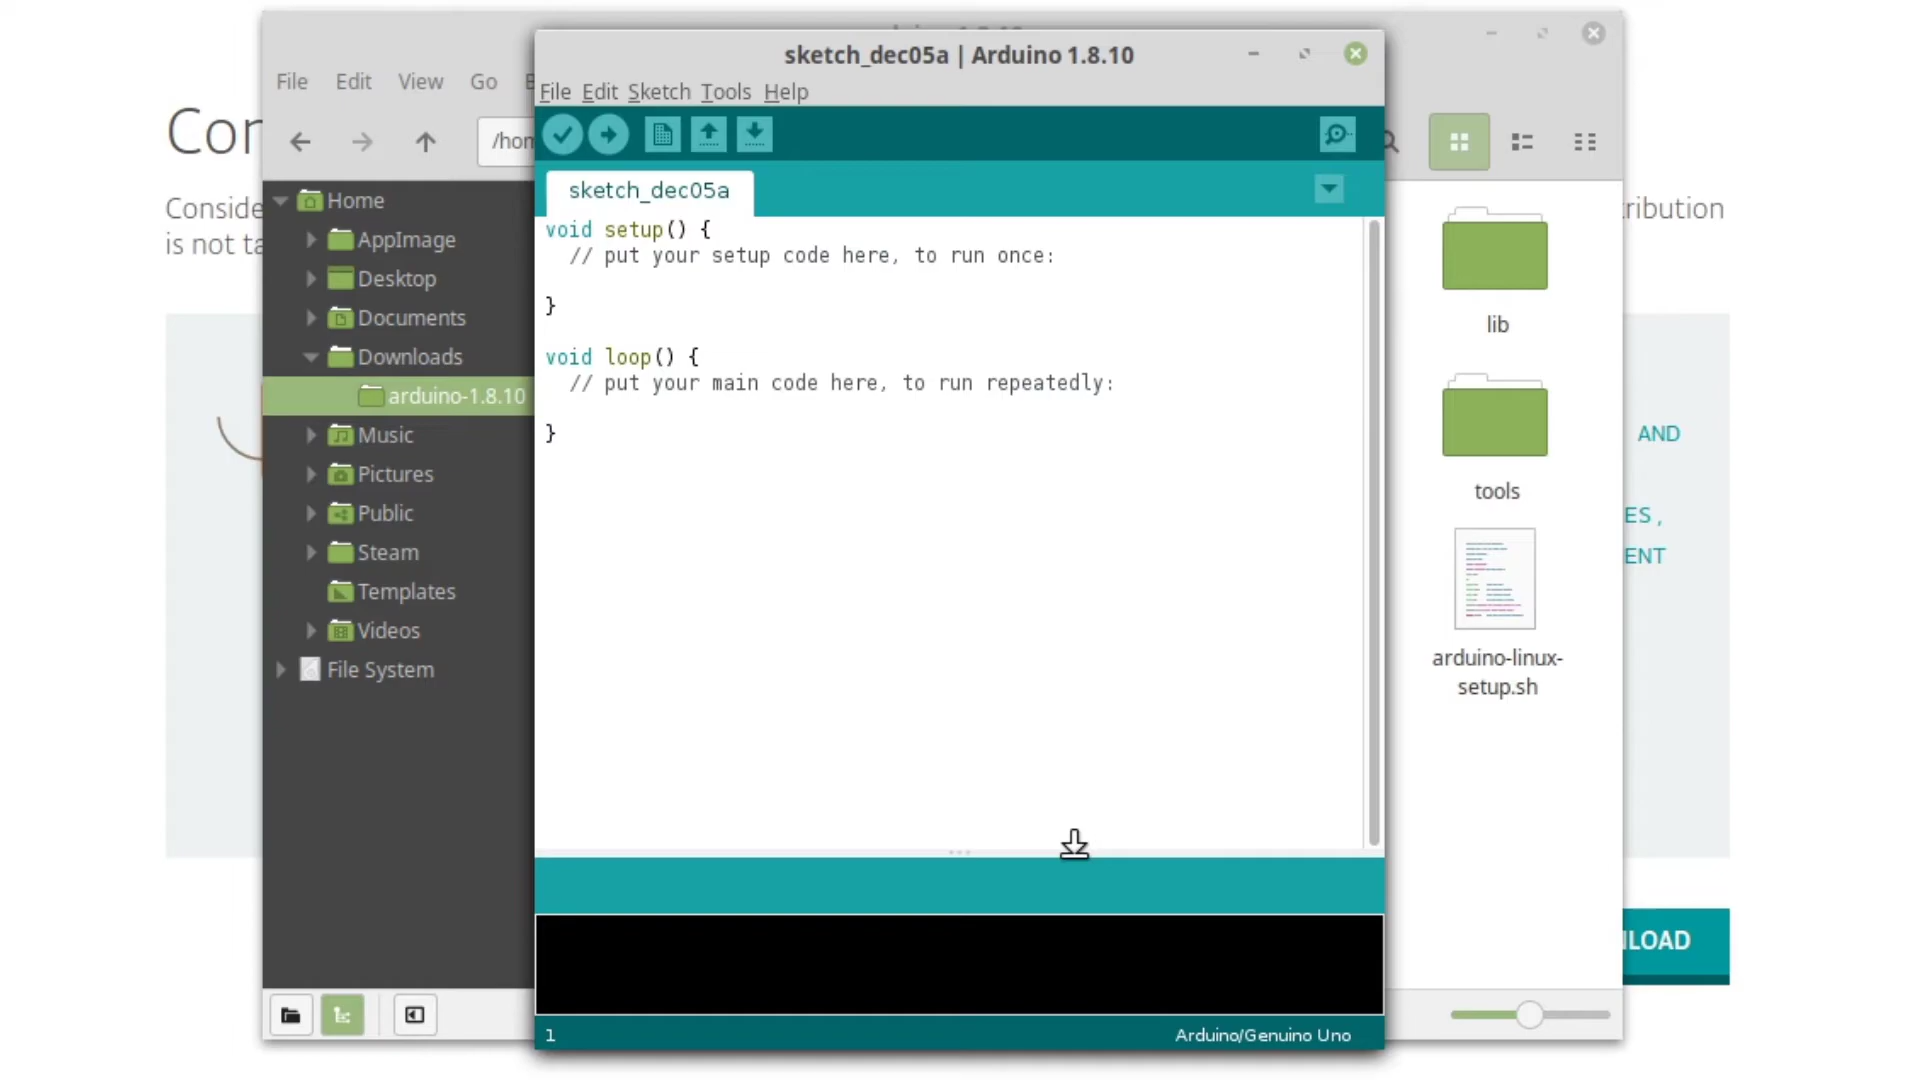 sketch_dec05a | Arduino 1.8.10
File Edit Sketch Tools Help
sketch_dec05a
void setup() {
  // put your setup code here, to run once:
}
void loop() {
  // put your main code here, to run repeatedly:
}
1
Arduino/Genuino Uno
File Edit View Go
/hom
Home
AppImage
Desktop
Documents
Downloads
arduino-1.8.10
Music
Pictures
Public
Steam
Templates
Videos
File System
lib
tools
arduino-linux-
setup.sh
Con
Conside
is not ta
ribution
AND
ES,
ENT
LOAD